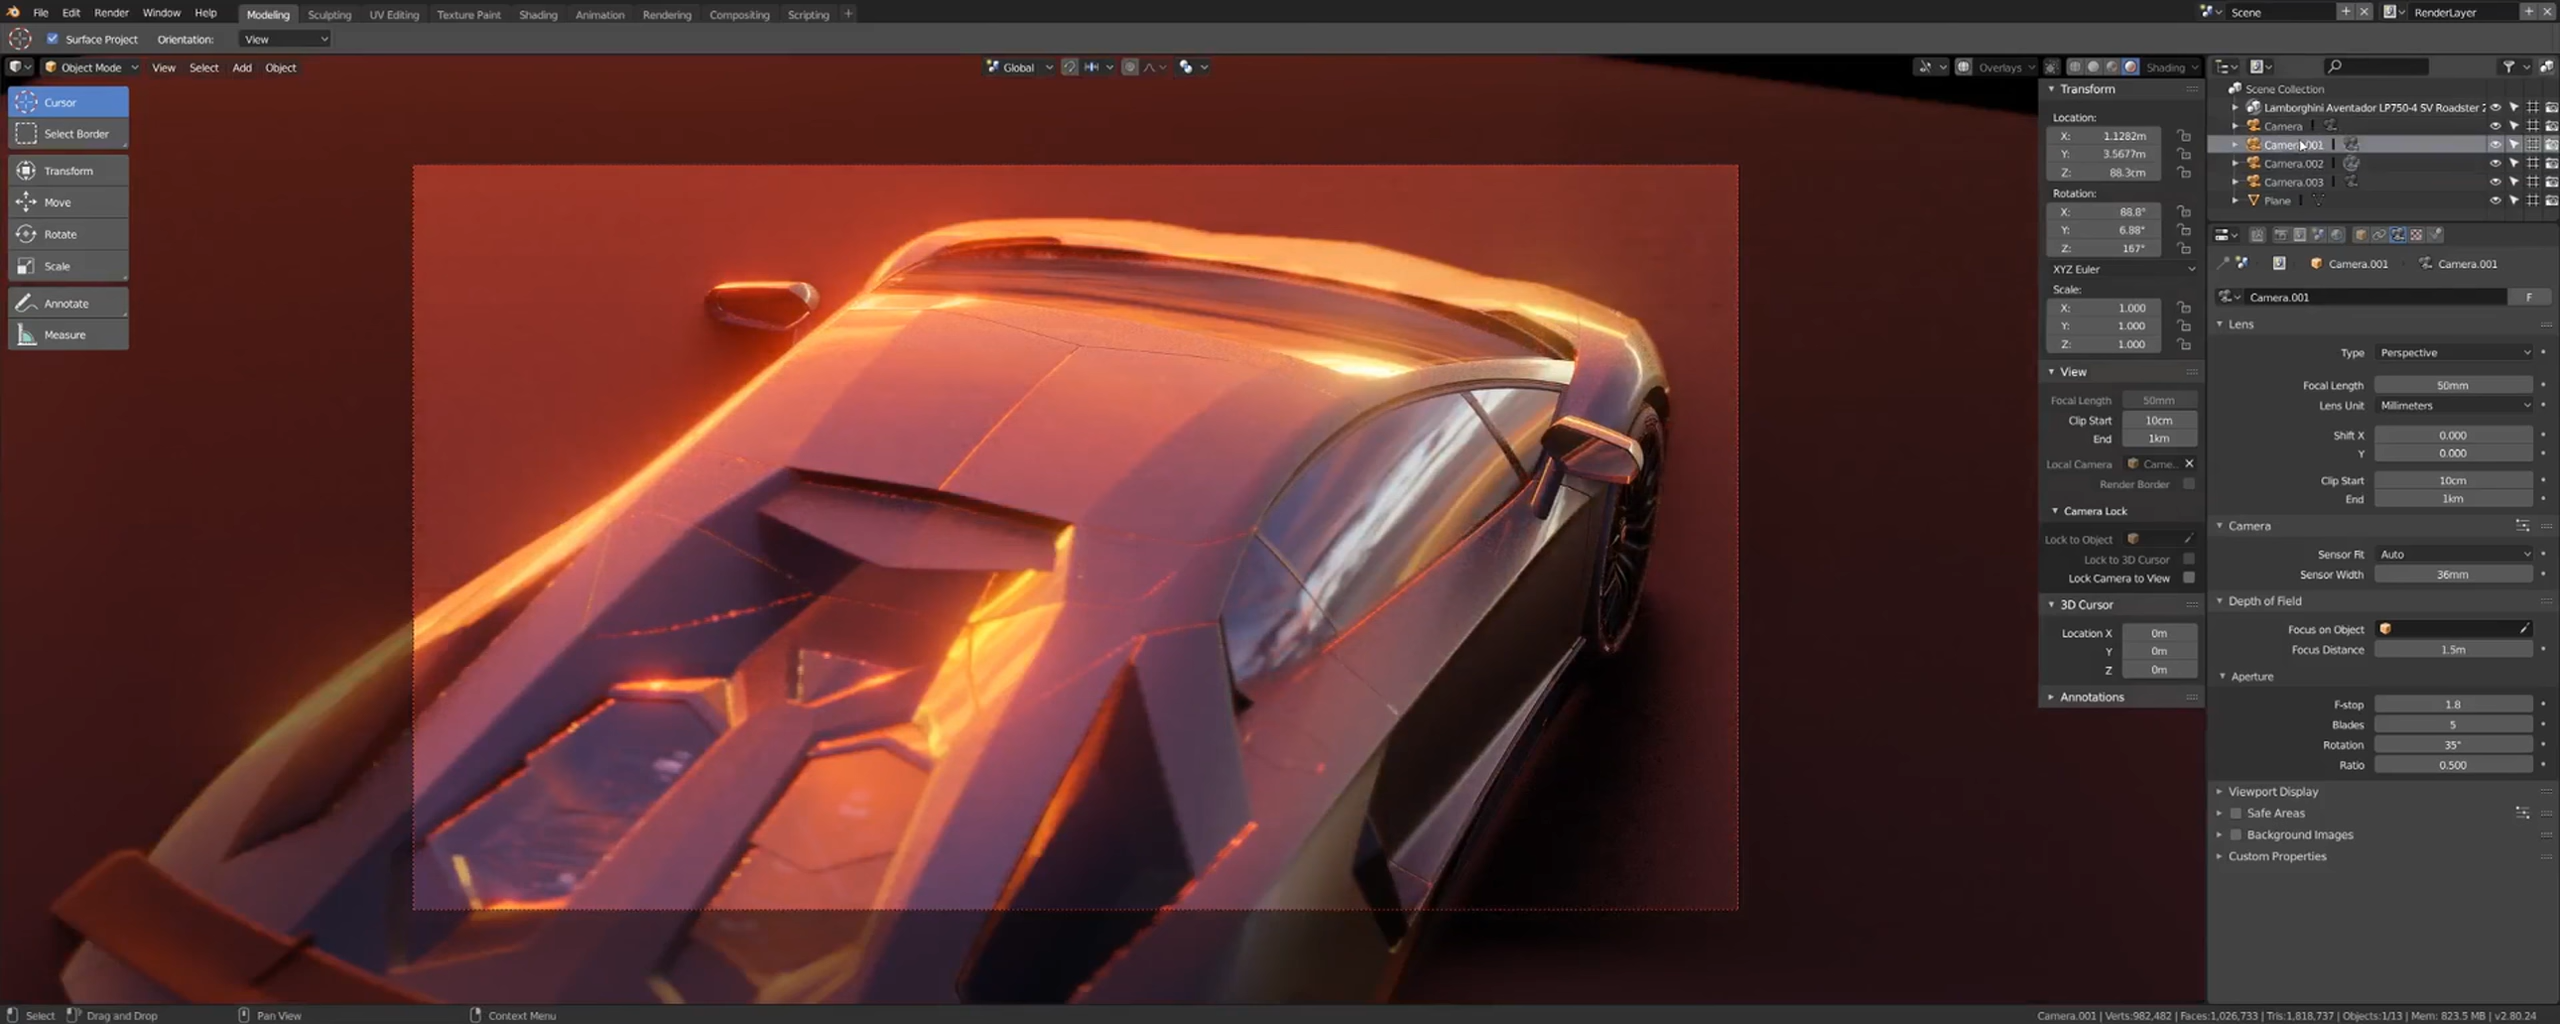 File Edit Render Window Help Modeling Sculpting UV Editing Texture Paint Shading Animation Rendering Compositing Scripting + Scene RenderLayer
Surface Project Orientation: View
Object Mode View Select Add Object Global Overlays Shading
Cursor
Select Border
Transform
Move
Rotate
Scale
Annotate
Measure
Transform
Location:
X: 1.1282m
Y: 3.5677m
Z: 88.3cm
Rotation:
X: 68.8°
Y: 6.88°
Z: 167°
XYZ Euler
Scale:
X: 1.000
Y: 1.000
Z: 1.000
View
Focal Length 50mm
Clip Start 10cm
End 1km
Local Camera Came..
Render Border
Camera Lock
Lock to Object
Lock to 3D Cursor
Lock Camera to View
3D Cursor
Location X 0m
Y 0m
Z 0m
Annotations
Scene Collection
Lamborghini Aventador LP750-4 SV Roadster
Camera
Camera.001
Camera.002
Camera.003
Plane
Camera.001 Camera.001
Camera.001 F
Lens
Type Perspective
Focal Length 50mm
Lens Unit Millimeters
Shift X 0.000
Y 0.000
Clip Start 10cm
End 1km
Camera
Sensor Fit Auto
Sensor Width 36mm
Depth of Field
Focus on Object
Focus Distance 1.5m
Aperture
F-stop 1.8
Blades 5
Rotation 35°
Ratio 0.500
Viewport Display
Safe Areas
Background Images
Custom Properties
Select Drag and Drop Pan View Context Menu Camera.001 | Verts:982,482 | Faces:1,026,733 | Tris:1,818,737 | Objects:1/13 | Mem: 823.5 MB | v2.80.24